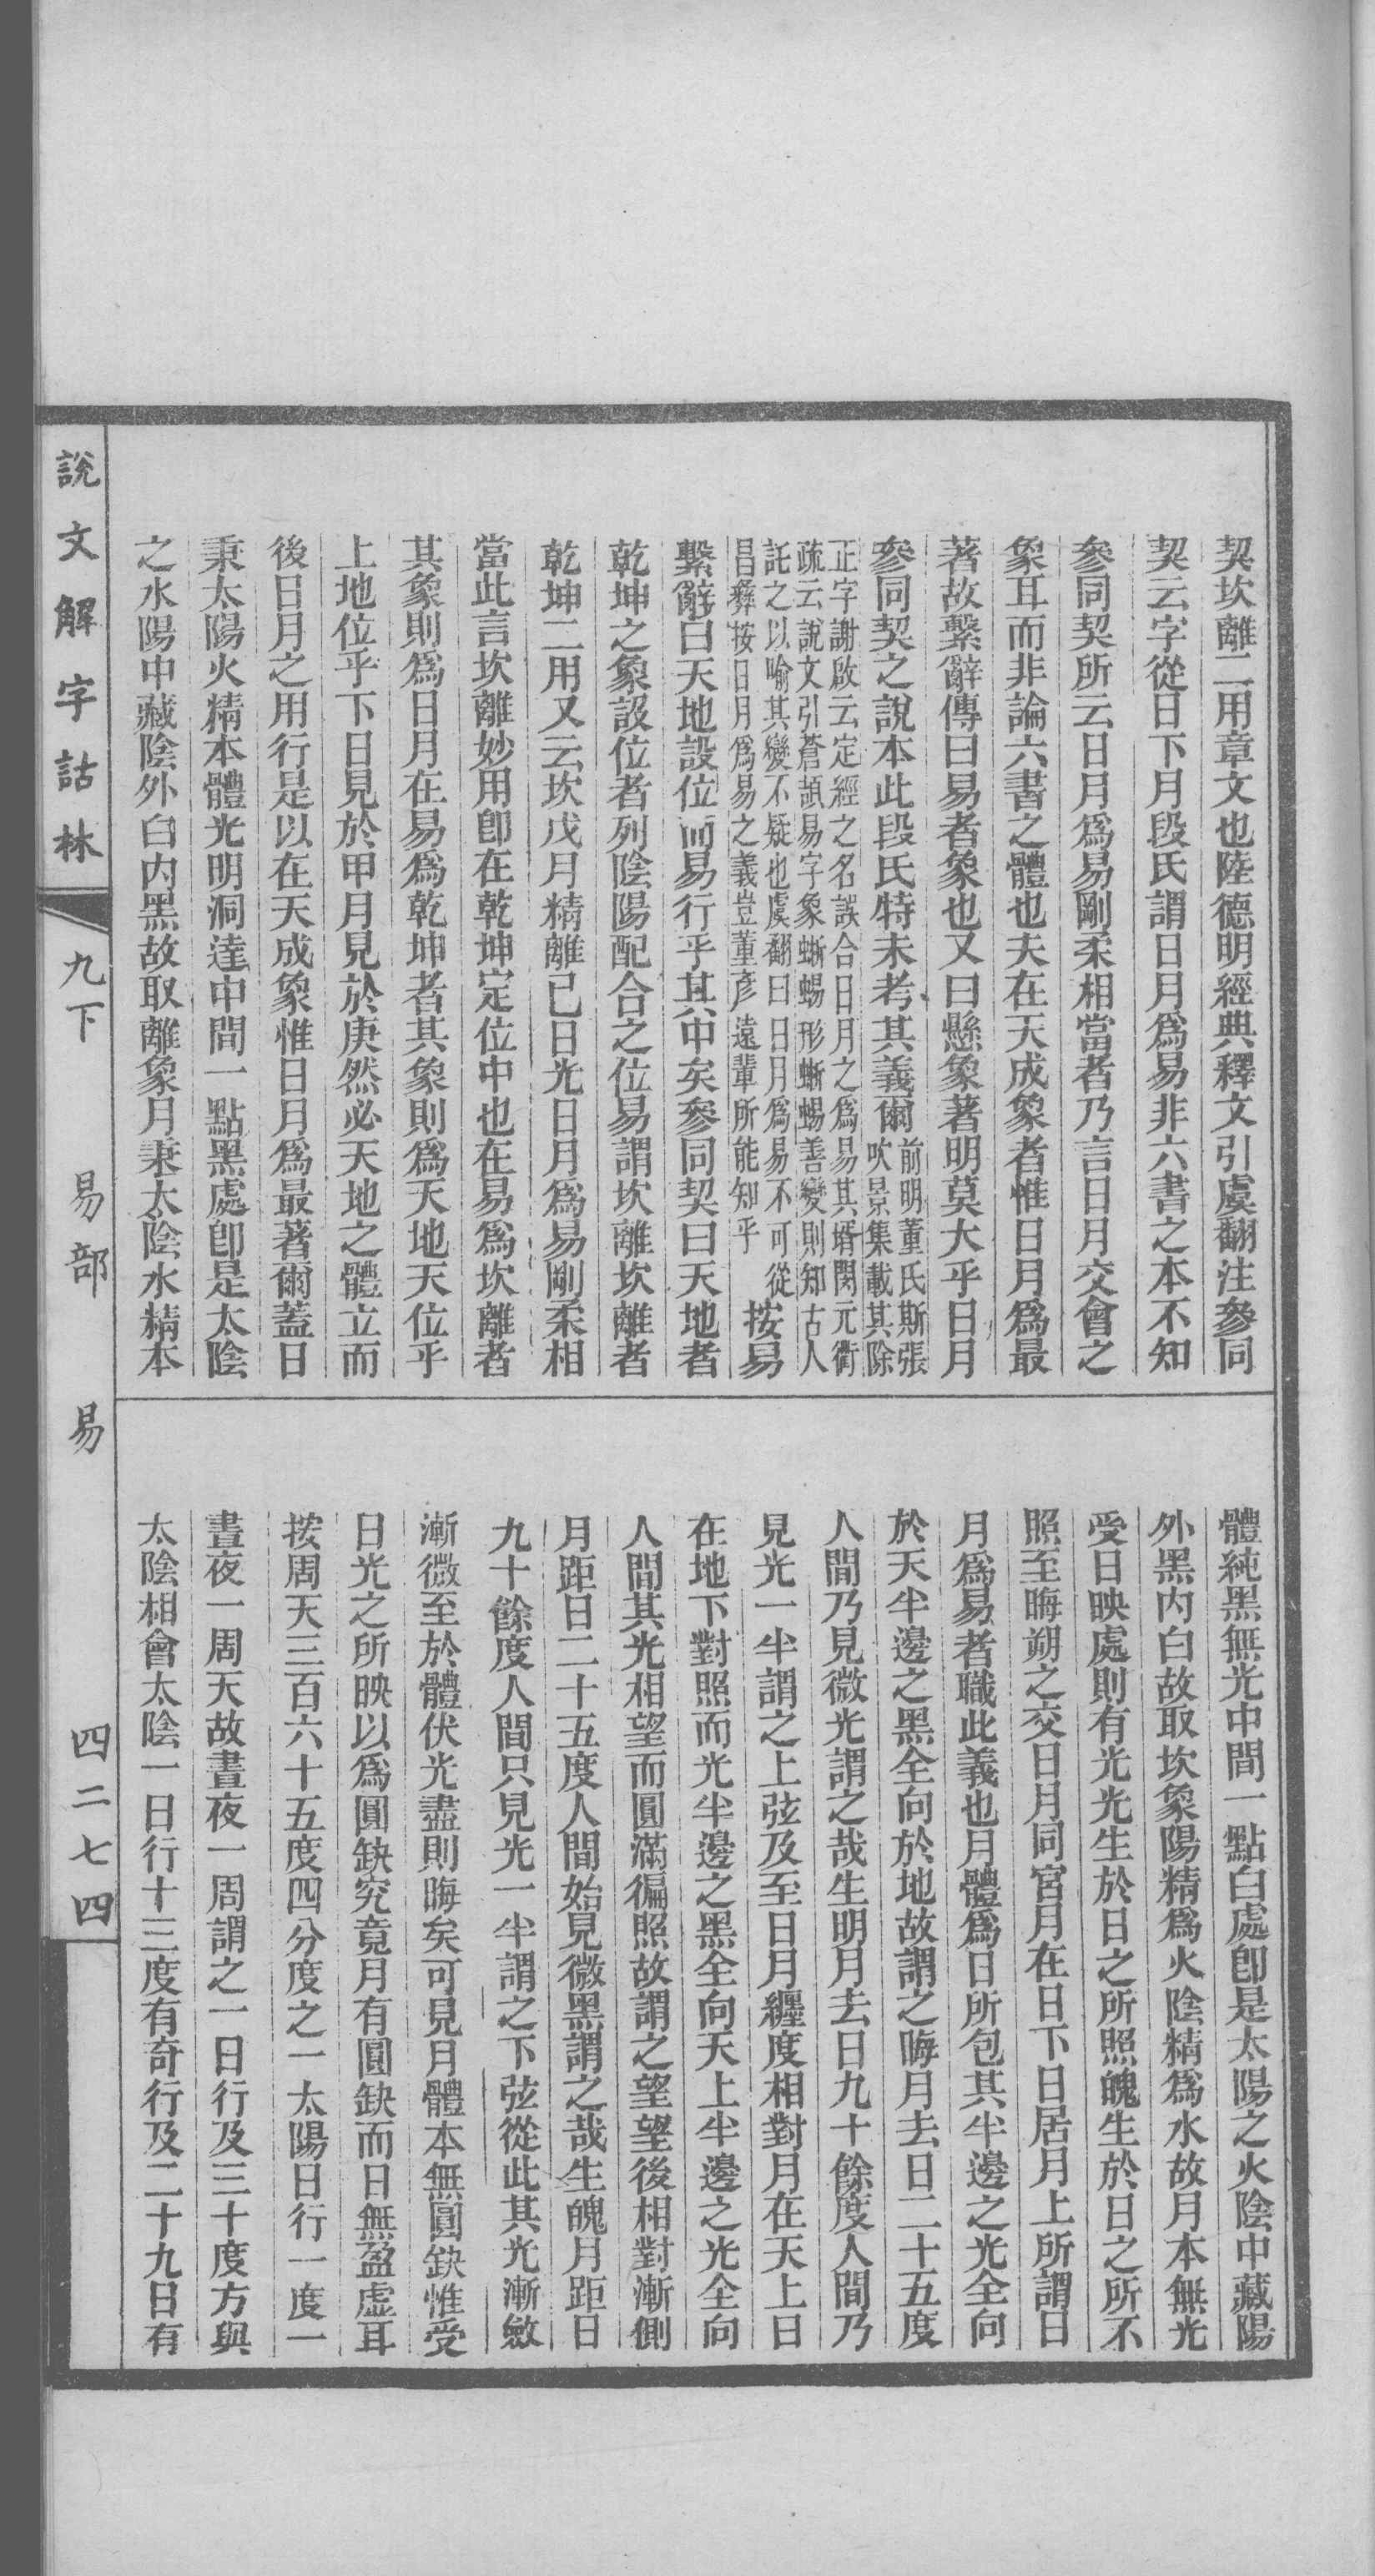 契坎離二用章文也陸德明經典釋文引虞翻注參同
契云字從日下月段氏謂日月爲易非六書之本不知
參同契所云日月爲易剛柔相當者乃言日月交會之
象耳而非論六書之體也夫在天成象者惟日月爲最
著故繫辭傳曰易者象也又曰懸象著明莫大乎日月
參同契之說本此段氏特未考其義爾前明董氏斯張
吹景集載其除
正字謝啟云定經之名誤合日月之爲易其壻閔元衢
疏云說文引蒼頡易字象蜥蜴形蜥蜴善變則知古人
託之以喻其變不疑也虞翻曰日月爲易不可從
昌彝按日月爲易之義豈董彥遠輩所能知乎按易
繫辭曰天地設位而易行乎其中矣參同契曰天地者
乾坤之象設位者列陰陽配合之位易謂坎離坎離者
乾坤二用又云坎戊月精離己日光日月爲易剛柔相
當此言坎離妙用卽在乾坤定位中也在易爲坎離者
其象則爲日月在易爲乾坤者其象則爲天地天位乎
上地位乎下日見於甲月見於庚然必天地之體立而
後日月之用行是以在天成象惟日月爲最著爾蓋日
秉太陽火精本體光明洞達中間一點黑處卽是太陰
之水陽中藏陰外白內黑故取離象月秉太陰水精本
體純黑無光中間一點白處卽是太陽之火陰中藏陽
外黑內白故取坎象陽精爲火陰精爲水故月本無光
受日映處則有光光生於日之所照魄生於日之所不
照至晦朔之交日月同宮月在日下日居月上所謂日
月爲易者職此義也月體爲日所包其半邊之光全向
於天半邊之黑全向於地故謂之晦月去日二十五度
人間乃見微光謂之哉生明月去日九十餘度人間乃
見光一半謂之上弦及至日月纏度相對月在天上日
在地下對照而光半邊之黑全向天上半邊之光全向
人間其光相望而圓滿徧照故謂之望望後相對漸側
月距日二十五度人間始見微黑謂之哉生魄月距日
九十餘度人間只見光一半謂之下弦從此其光漸斂
漸微至於體伏光盡則晦矣可見月體本無圓缺惟受
日光之所映以爲圓缺究竟月有圓缺而日無盈虛耳
按周天三百六十五度四分度之一太陽日行一度一
晝夜一周天故晝夜一周謂之一日行及三十度方與
太陰相會太陰一日行十三度有奇行及二十九日有
說文解字詁林 九下 易部 易 四二七四